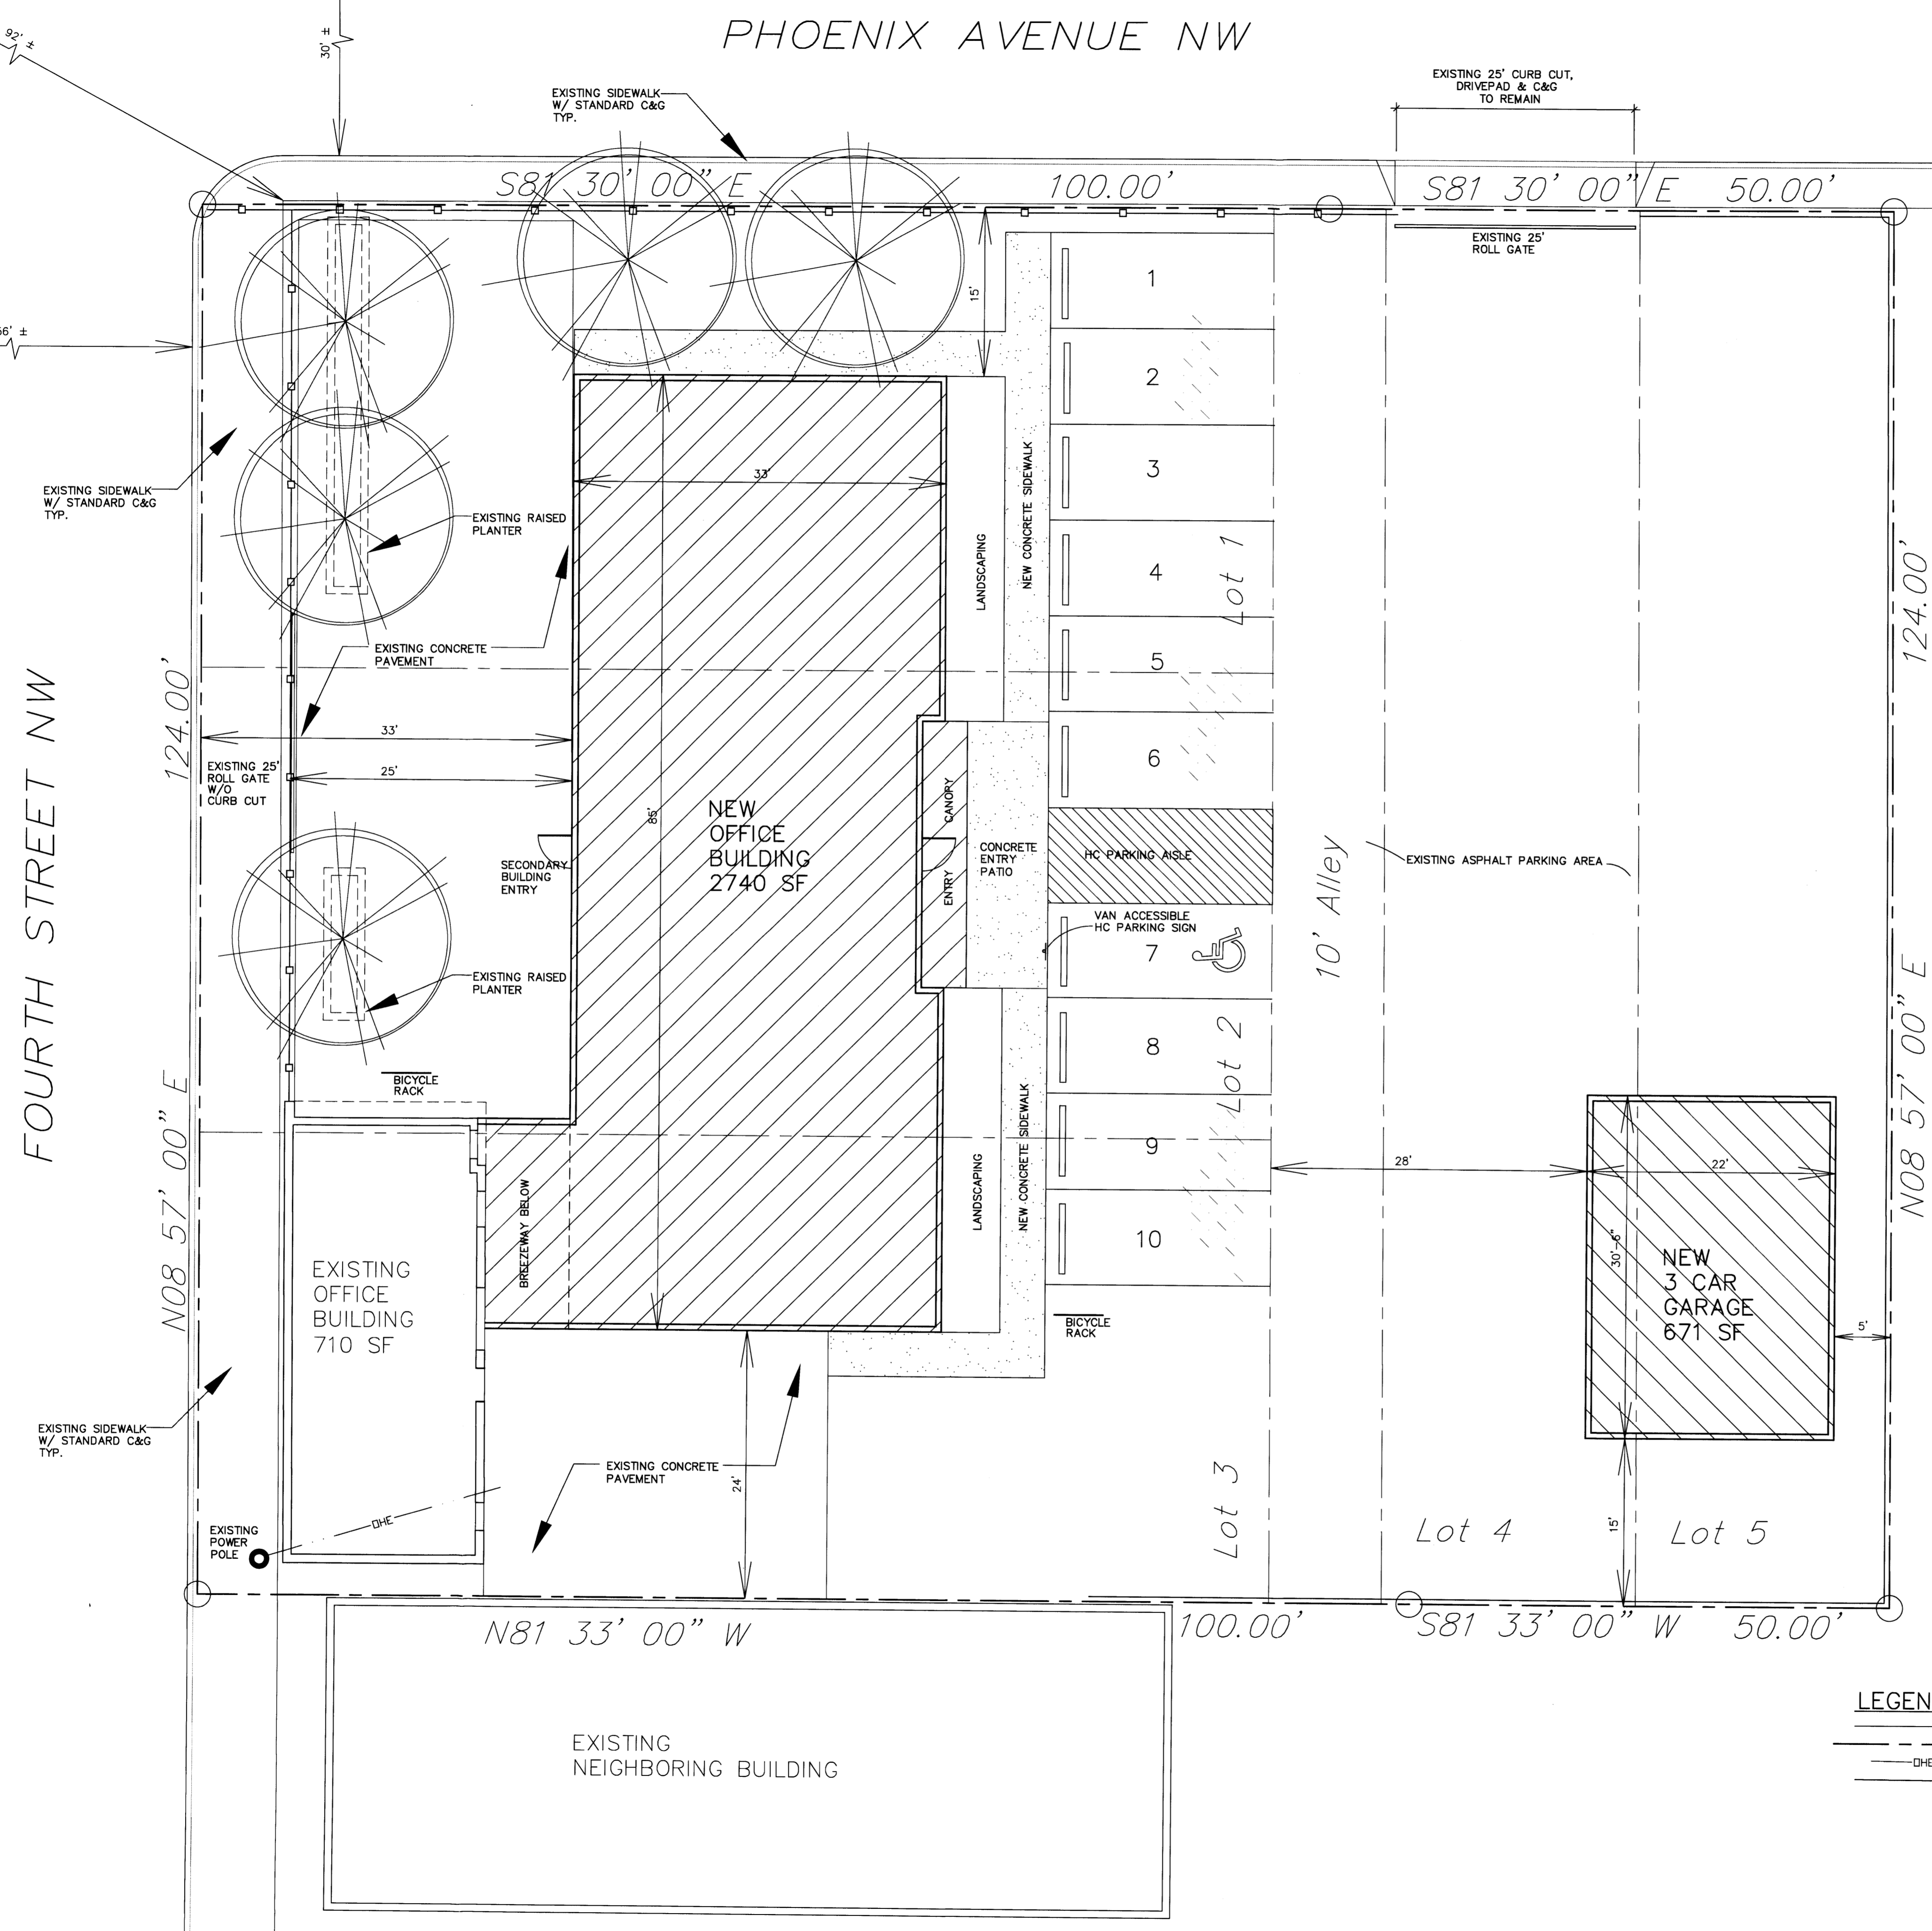 PHOENIX AVENUE NW
92' ±
30' ±
EXISTING SIDEWALK
W/ STANDARD C&G
TYP.
EXISTING 25' CURB CUT,
DRIVEPAD & C&G
TO REMAIN
S81 30' 00" E
100.00'
S81 30' 00" E 50.00'
EXISTING 25'
ROLL GATE
15'
1
2
3
4
5
6
HC PARKING AISLE
VAN ACCESSIBLE
HC PARKING SIGN
7
8
9
10
33'
EXISTING SIDEWALK
W/ STANDARD C&G
TYP.
EXISTING RAISED
PLANTER
EXISTING CONCRETE
PAVEMENT
LANDSCAPING
NEW CONCRETE SIDEWALK
Lot 1
124.00'
FOURTH STREET NW
124.00'
33'
25'
EXISTING 25'
ROLL GATE
W/O
CURB CUT
85'
NEW
OFFICE
BUILDING
2740 SF
SECONDARY
BUILDING
ENTRY
ENTRY CANOPY
CONCRETE
ENTRY
PATIO
10' Alley
EXISTING ASPHALT PARKING AREA
EXISTING RAISED
PLANTER
N08 57' 00" E
Lot 2
N08 57' 00" E
BICYCLE
RACK
BREEZEWAY BELOW
LANDSCAPING
NEW CONCRETE SIDEWALK
28'
22'
30'-6"
NEW
3 CAR
GARAGE
671 SF
5'
EXISTING
OFFICE
BUILDING
710 SF
BICYCLE
RACK
EXISTING SIDEWALK
W/ STANDARD C&G
TYP.
EXISTING CONCRETE
PAVEMENT
24'
Lot 3
Lot 4
Lot 5
15'
EXISTING
POWER
POLE
OHE
N81 33' 00" W
100.00'
S81 33' 00" W 50.00'
EXISTING
NEIGHBORING BUILDING
LEGEN
OHE